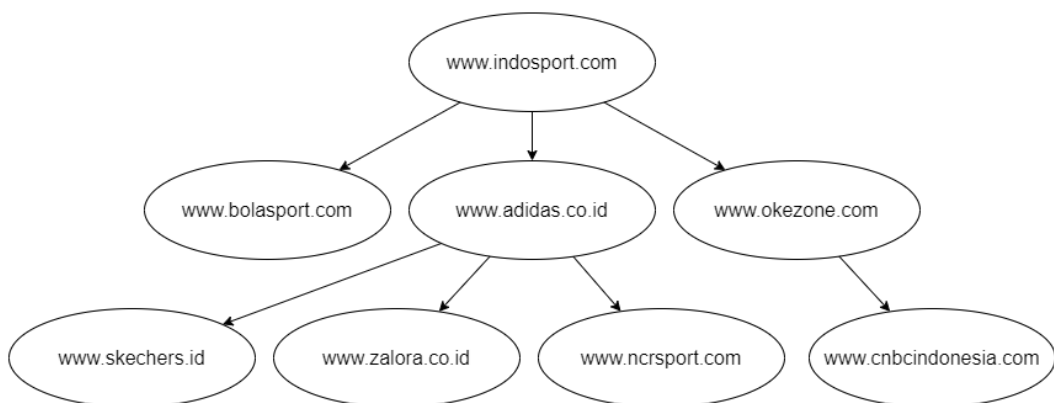 www.indosport.com
www.bolasport.com
www.adidas.co.id
www.okezone.com
www.skechers.id
www.zalora.co.id
www.ncrsport.com
www.cnbcindonesia.com